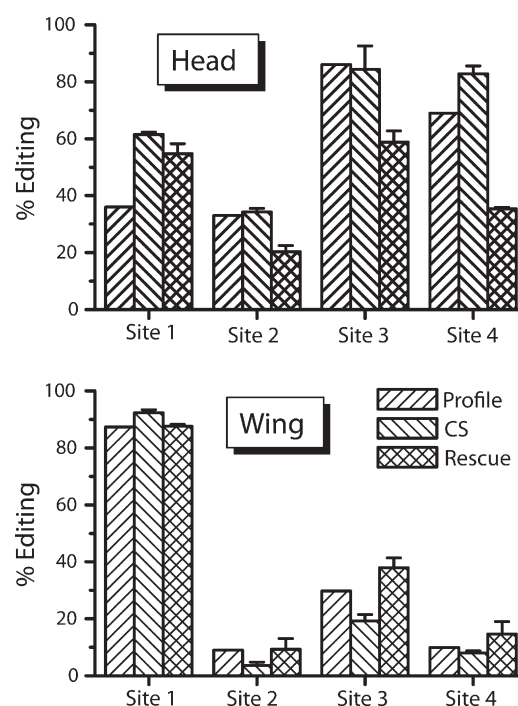 100
80
60
40
20
0
% Editing
Head
Site 1 Site 2 Site 3 Site 4
100
80
60
40
20
0
% Editing
Wing
Profile
CS
Rescue
Site 1 Site 2 Site 3 Site 4